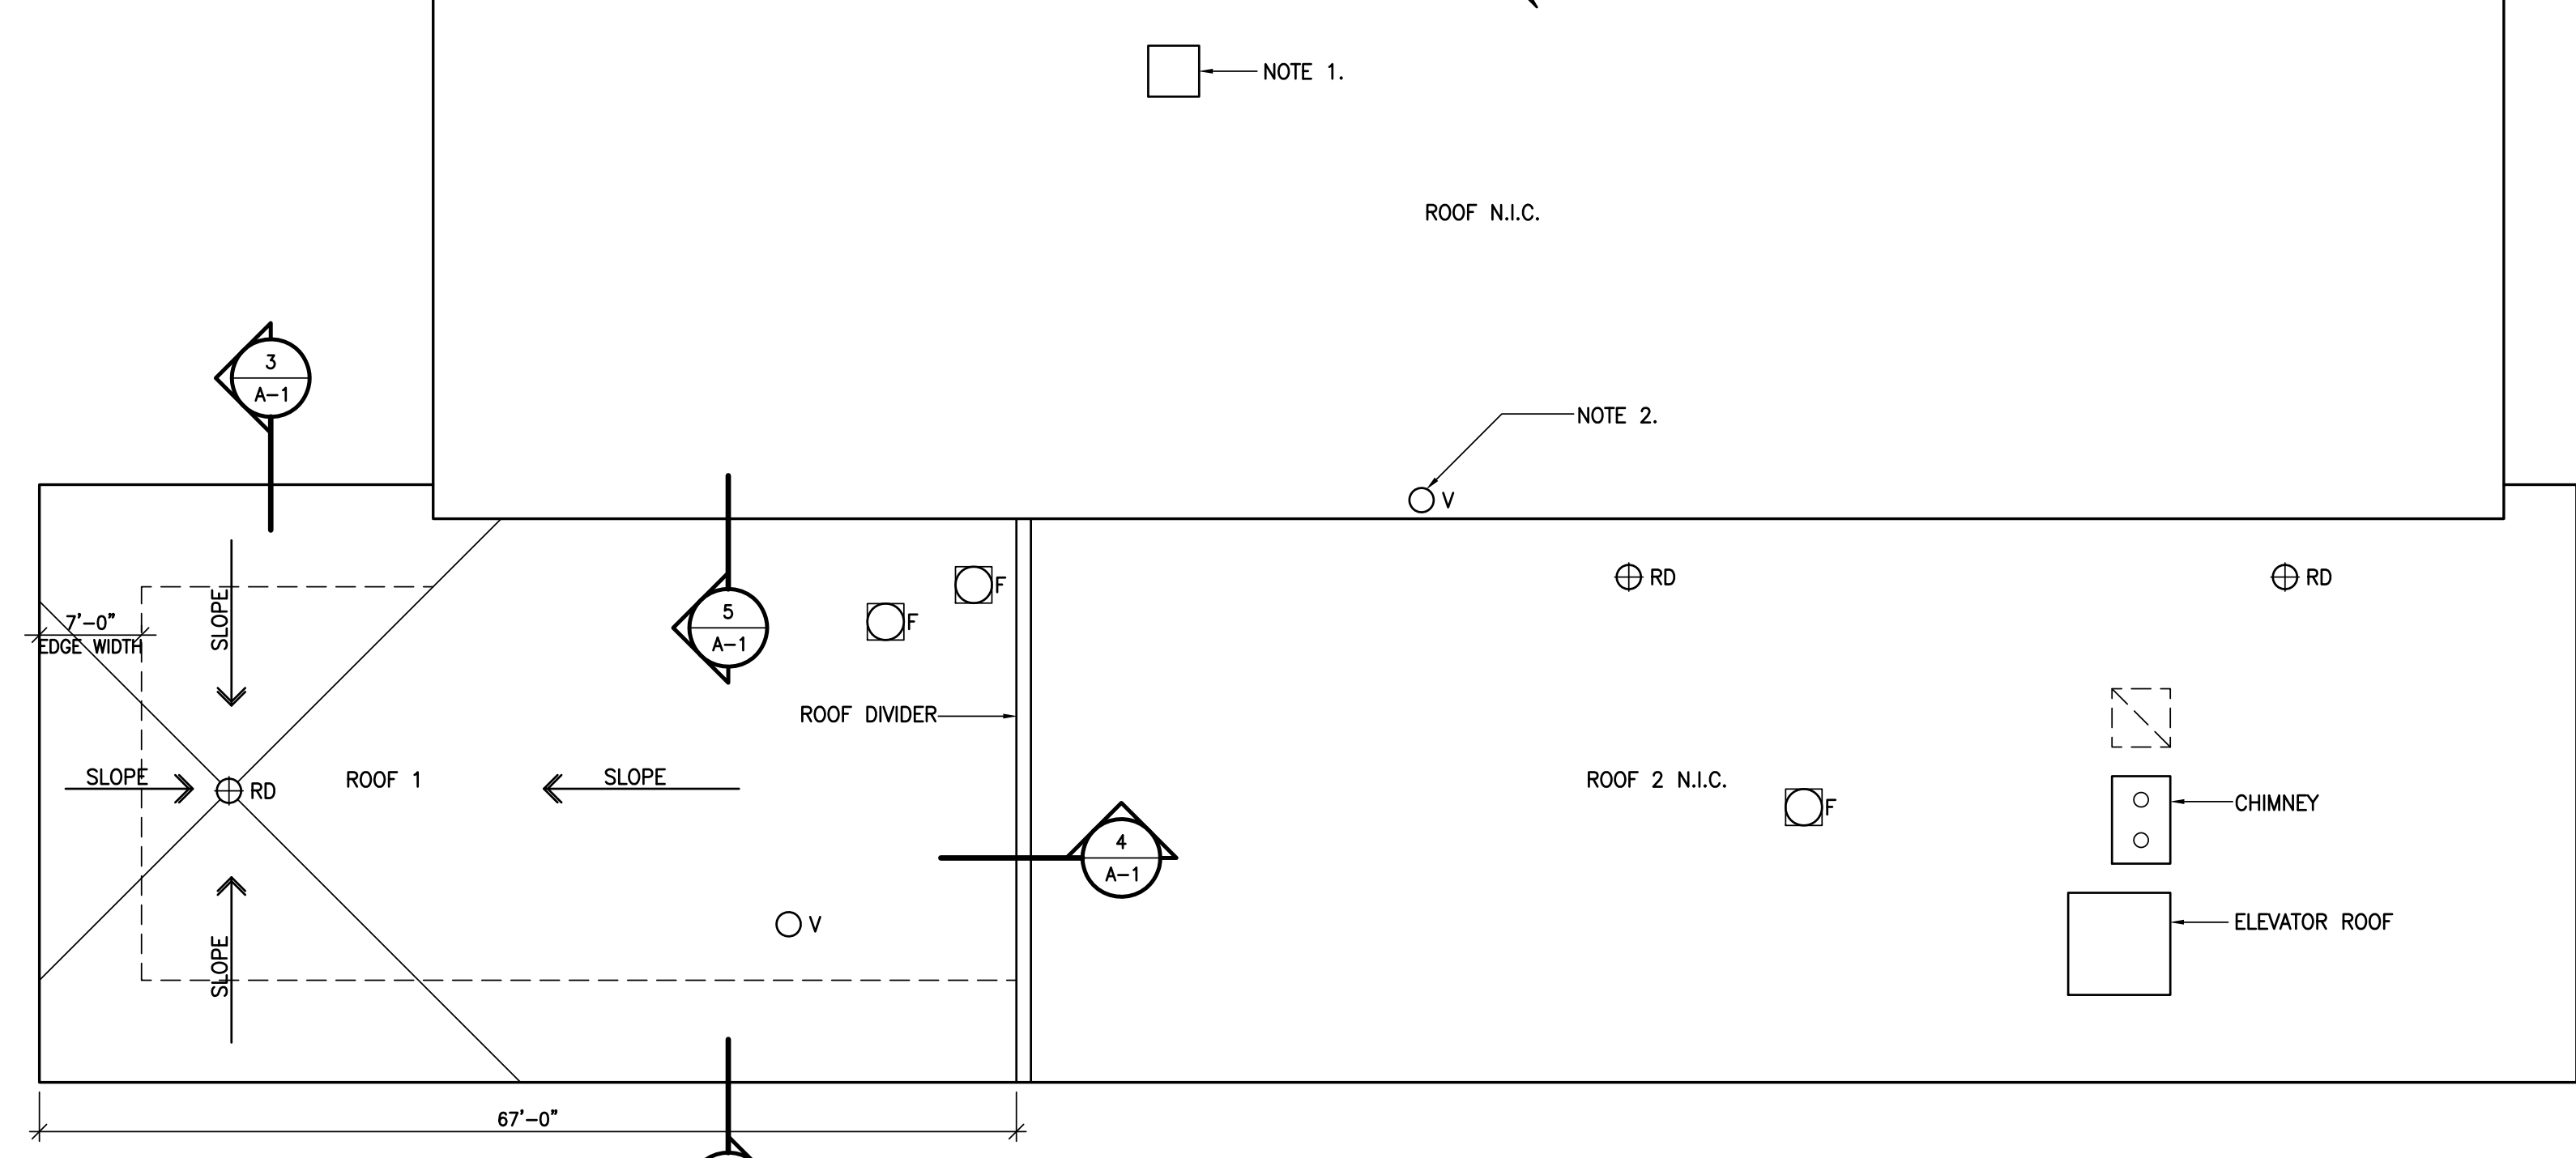 NOTE 1.
ROOF N.I.C.
3
A-1
NOTE 2.
V
F
RD
RD
7'-0"
EDGE WIDTH
SLOPE
5
A-1
F
ROOF DIVIDER
SLOPE
RD
ROOF 1
SLOPE
ROOF 2 N.I.C.
F
CHIMNEY
4
A-1
V
ELEVATOR ROOF
SLOPE
67'-0"